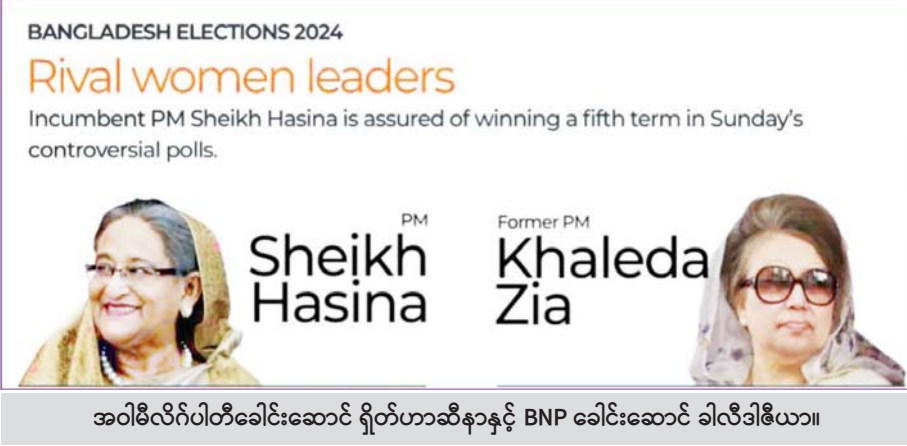 BANGLADESH ELECTIONS 2024
Rival women leaders
Incumbent PM Sheikh Hasina is assured of winning a fifth term in Sunday's
controversial polls.
PM
Sheikh
Hasina
Former PM
Khaleda
Zia
အဝါမီလိဂ်ပါတီခေါင်းဆောင် ရှိတ်ဟာဆီနာနှင့် BNP ခေါင်းဆောင် ခါလီဒါဇီယာ။